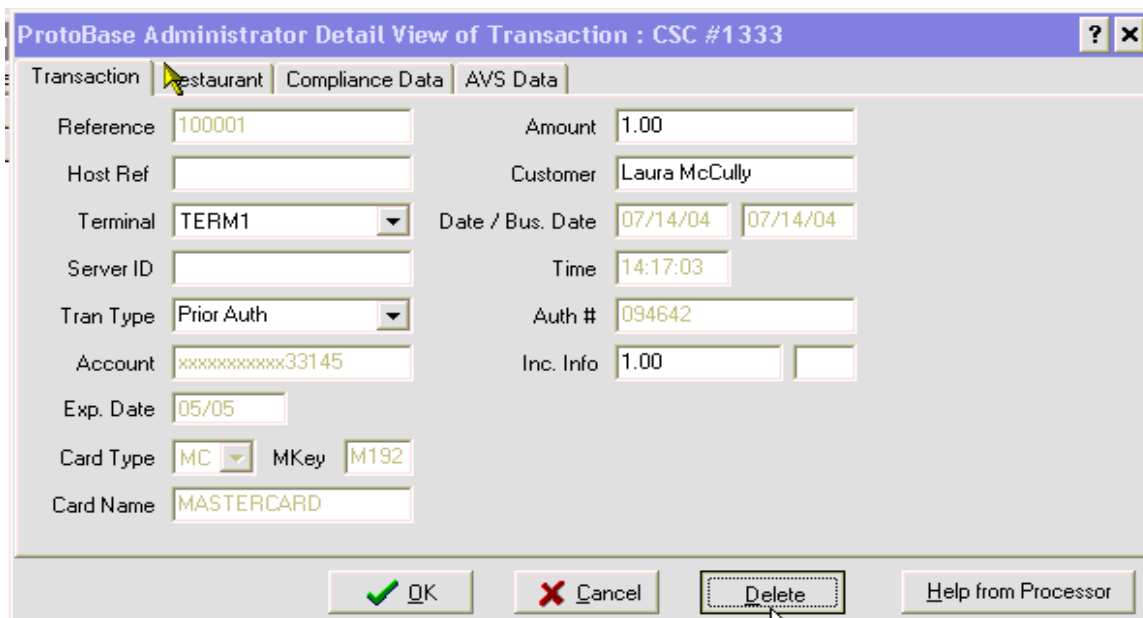 ProtoBase Administrator Detail View of Transaction : CSC #1333 ?
Transaction estaurant Compliance Data AVS Data
Reference 100001 Amount 1.00
Host Ref Customer Laura McCully
Terminal TERM1 Date / Bus. Date 07/14/04 07/14/04
Server ID Time 14:17:03
Tran Type Prior Auth Auth # 094642
Account xxxxxxxxxxx33145 Inc. Info 1.00
Exp. Date 05/05
Card Type MC MKey M192
Card Name MASTERCARD
OK Cancel Delete Help from Processor